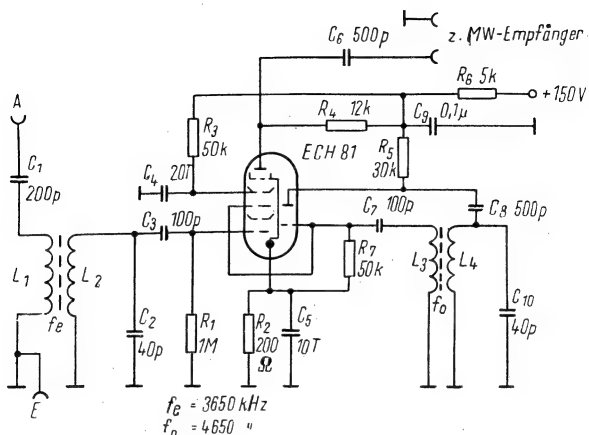 C6 500p
z. MW-Empfänger
R6 5k
+150V
A
R4 12k
C9 0,1µ
R3
50k
ECH 81
R5
30k
C1
200p
C4 20T
C3 100p
C7 100p
C8 500p
L1
L2
fe
R7
50k
L3
L4
fo
C2
40p
R1
1M
R2
200
Ω
C5
10T
C10
40p
E
fe = 3650 kHz
fo = 4650 "